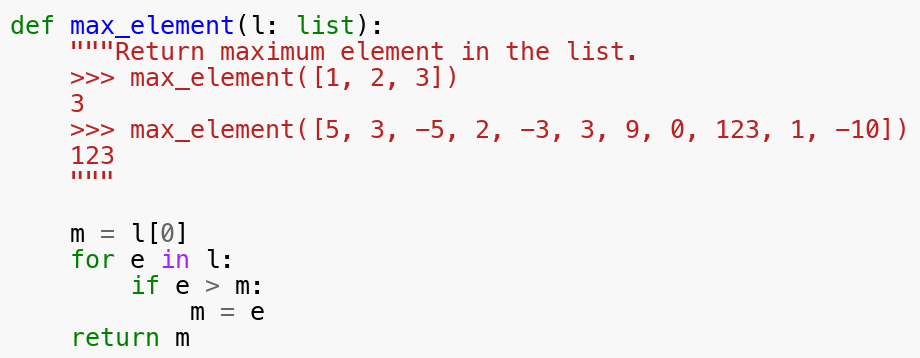 def max_element(l: list):
    """Return maximum element in the list.
    >>> max_element([1, 2, 3])
    3
    >>> max_element([5, 3, −5, 2, −3, 3, 9, 0, 123, 1, −10])
    123
    """
    m = l[0]
    for e in l:
        if e > m:
            m = e
    return m